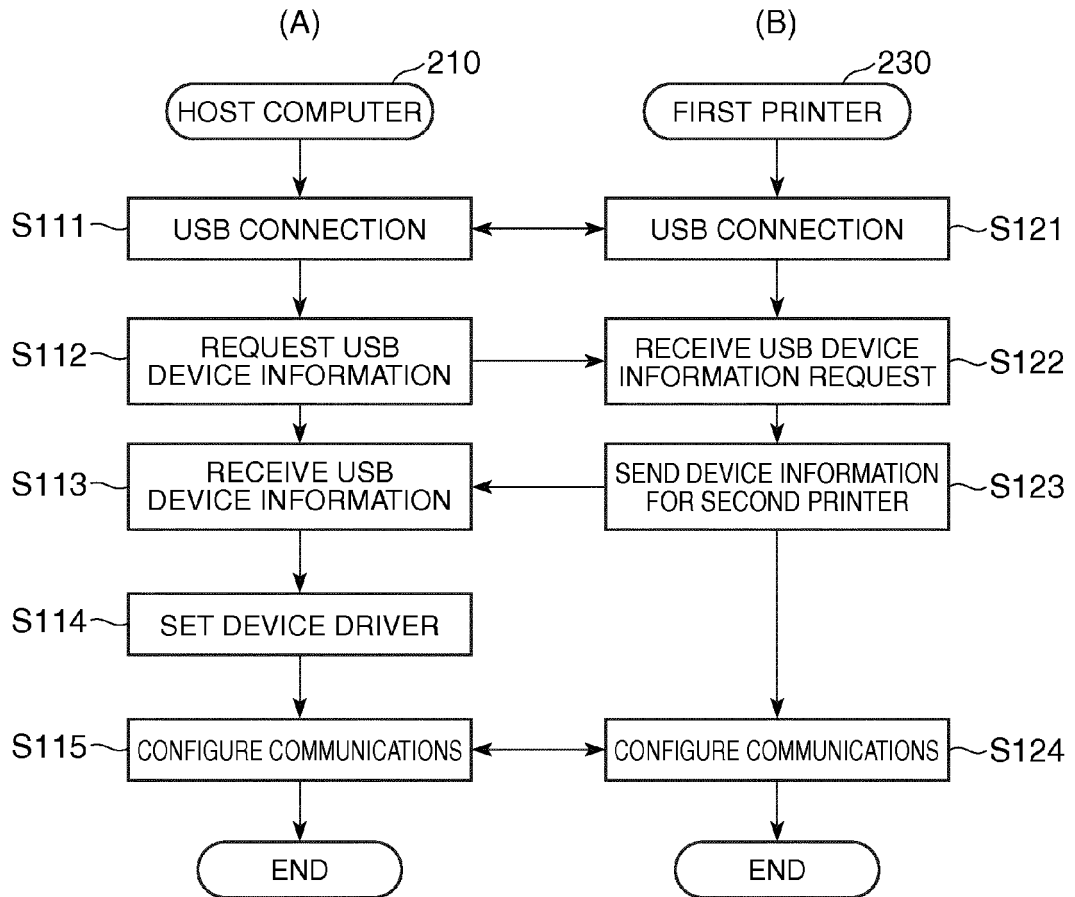 (A)
(B)
210
230
HOST COMPUTER
FIRST PRINTER
S111
USB CONNECTION
USB CONNECTION
S121
S112
REQUEST USB
DEVICE INFORMATION
RECEIVE USB DEVICE
INFORMATION REQUEST
S122
S113
RECEIVE USB
DEVICE INFORMATION
SEND DEVICE INFORMATION
FOR SECOND PRINTER
S123
S114
SET DEVICE DRIVER
S115
CONFIGURE COMMUNICATIONS
CONFIGURE COMMUNICATIONS
S124
END
END